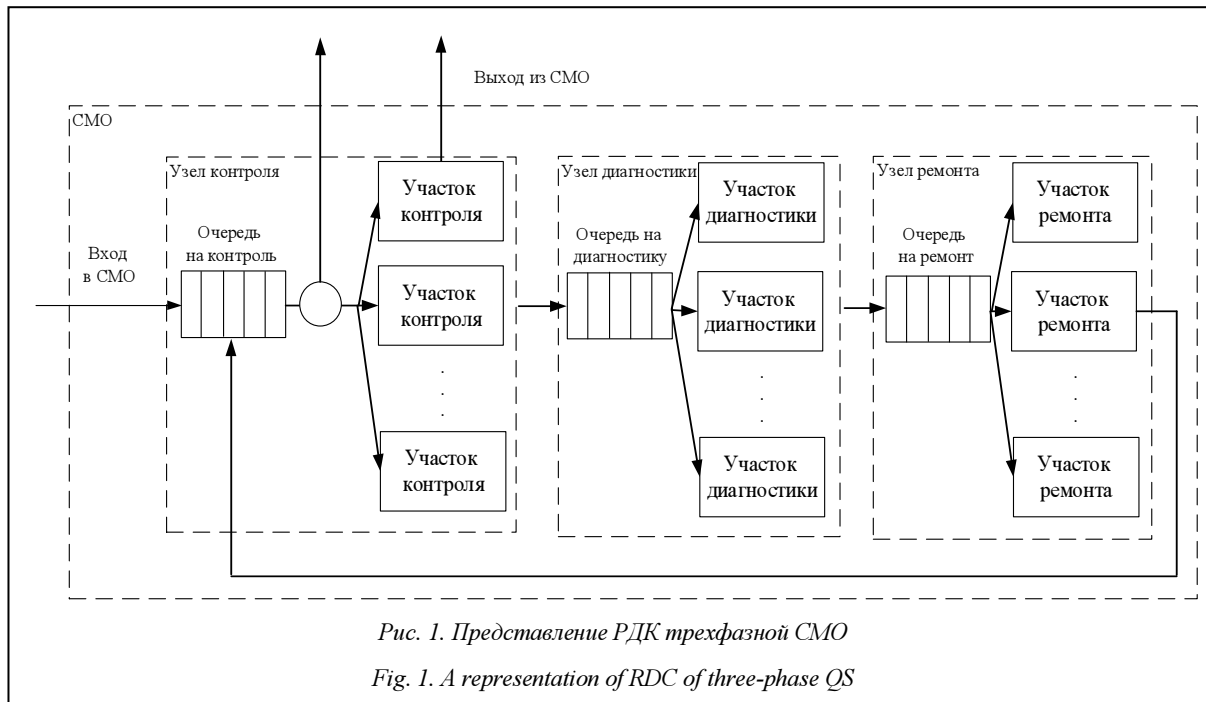 Выход из СМО
СМО
Узел контроля
Узел диагностики
Узел ремонта
Вход
в СМО
Очередь
на контроль
Участок
контроля
Участок
контроля
Участок
контроля
Очередь на
диагностику
Участок
диагностики
Участок
диагностики
Участок
диагностики
Очередь
на ремонт
Участок
ремонта
Участок
ремонта
Участок
ремонта
Рис. 1. Представление РДК трехфазной СМО
Fig. 1. A representation of RDC of three-phase QS